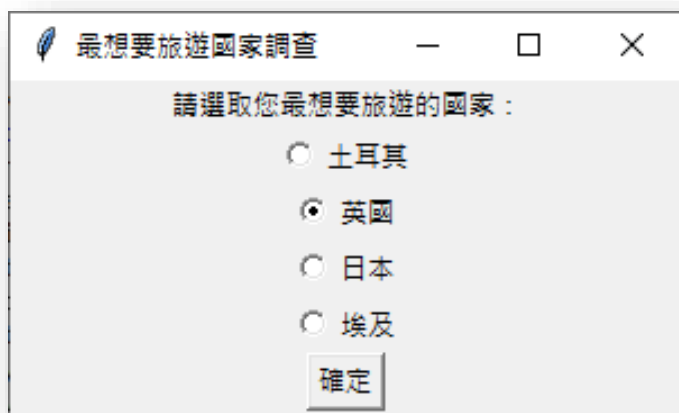 最想要旅遊國家調查
請選取您最想要旅遊的國家：
土耳其
英國
日本
埃及
確定